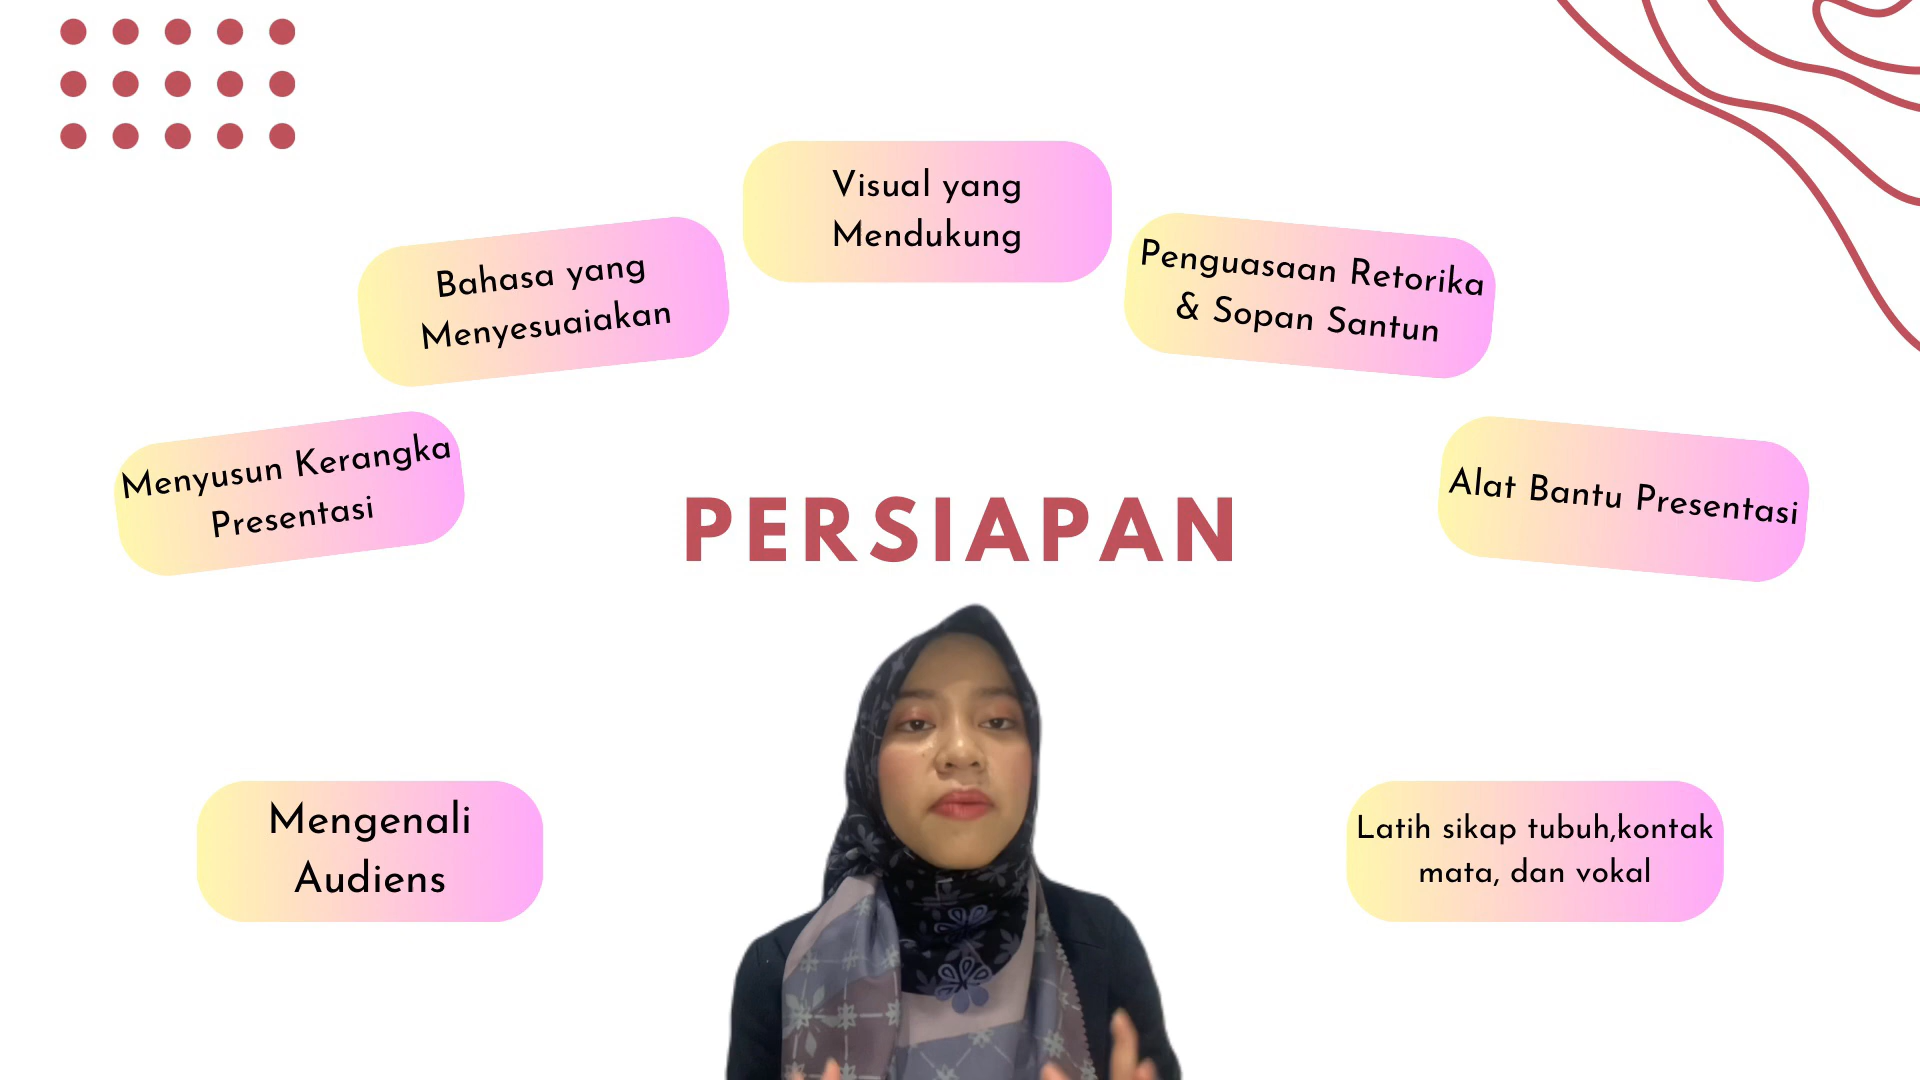 Visual yang
Mendukung
Bahasa yang
Menyesuaiakan
Penguasaan Retorika
& Sopan Santun
Menyusun Kerangka
Presentasi
Alat Bantu Presentasi
PERSIAPAN
Mengenali
Audiens
Latih sikap tubuh,kontak
mata, dan vokal